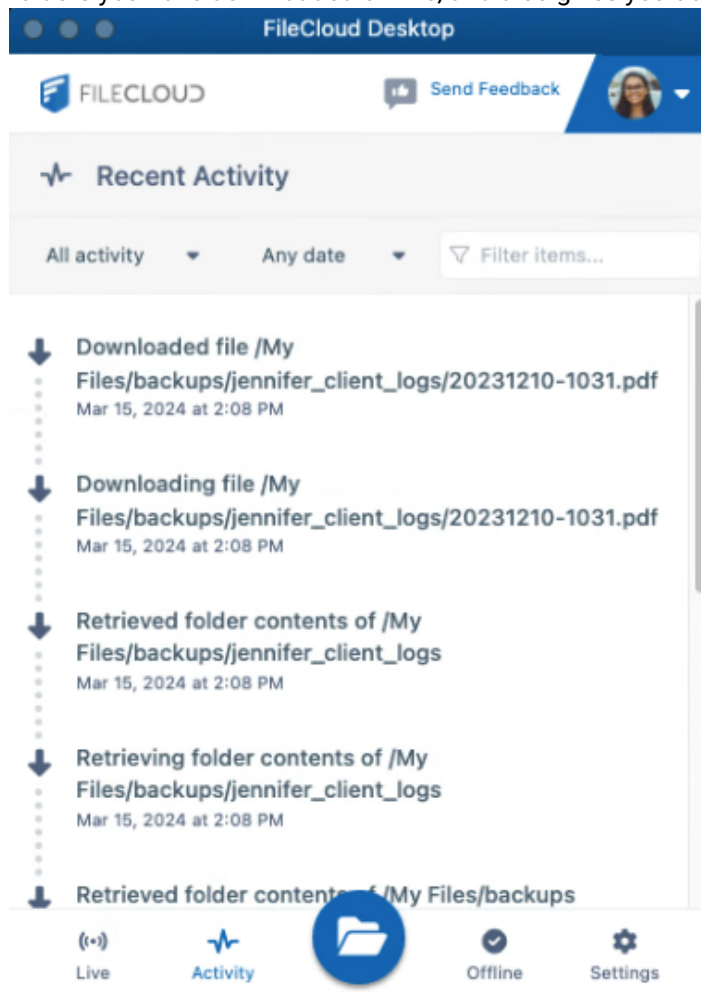 FileCloud Desktop
FILECLOUD
Send Feedback
Recent Activity
All activity
Any date
Filter items...
Downloaded file /My
Files/backups/jennifer_client_logs/20231210-1031.pdf
Mar 15, 2024 at 2:08 PM
Downloading file /My
Files/backups/jennifer_client_logs/20231210-1031.pdf
Mar 15, 2024 at 2:08 PM
Retrieved folder contents of /My
Files/backups/jennifer_client_logs
Mar 15, 2024 at 2:08 PM
Retrieving folder contents of /My
Files/backups/jennifer_client_logs
Mar 15, 2024 at 2:08 PM
Retrieved folder contents of /My Files/backups
Live
Activity
Offline
Settings